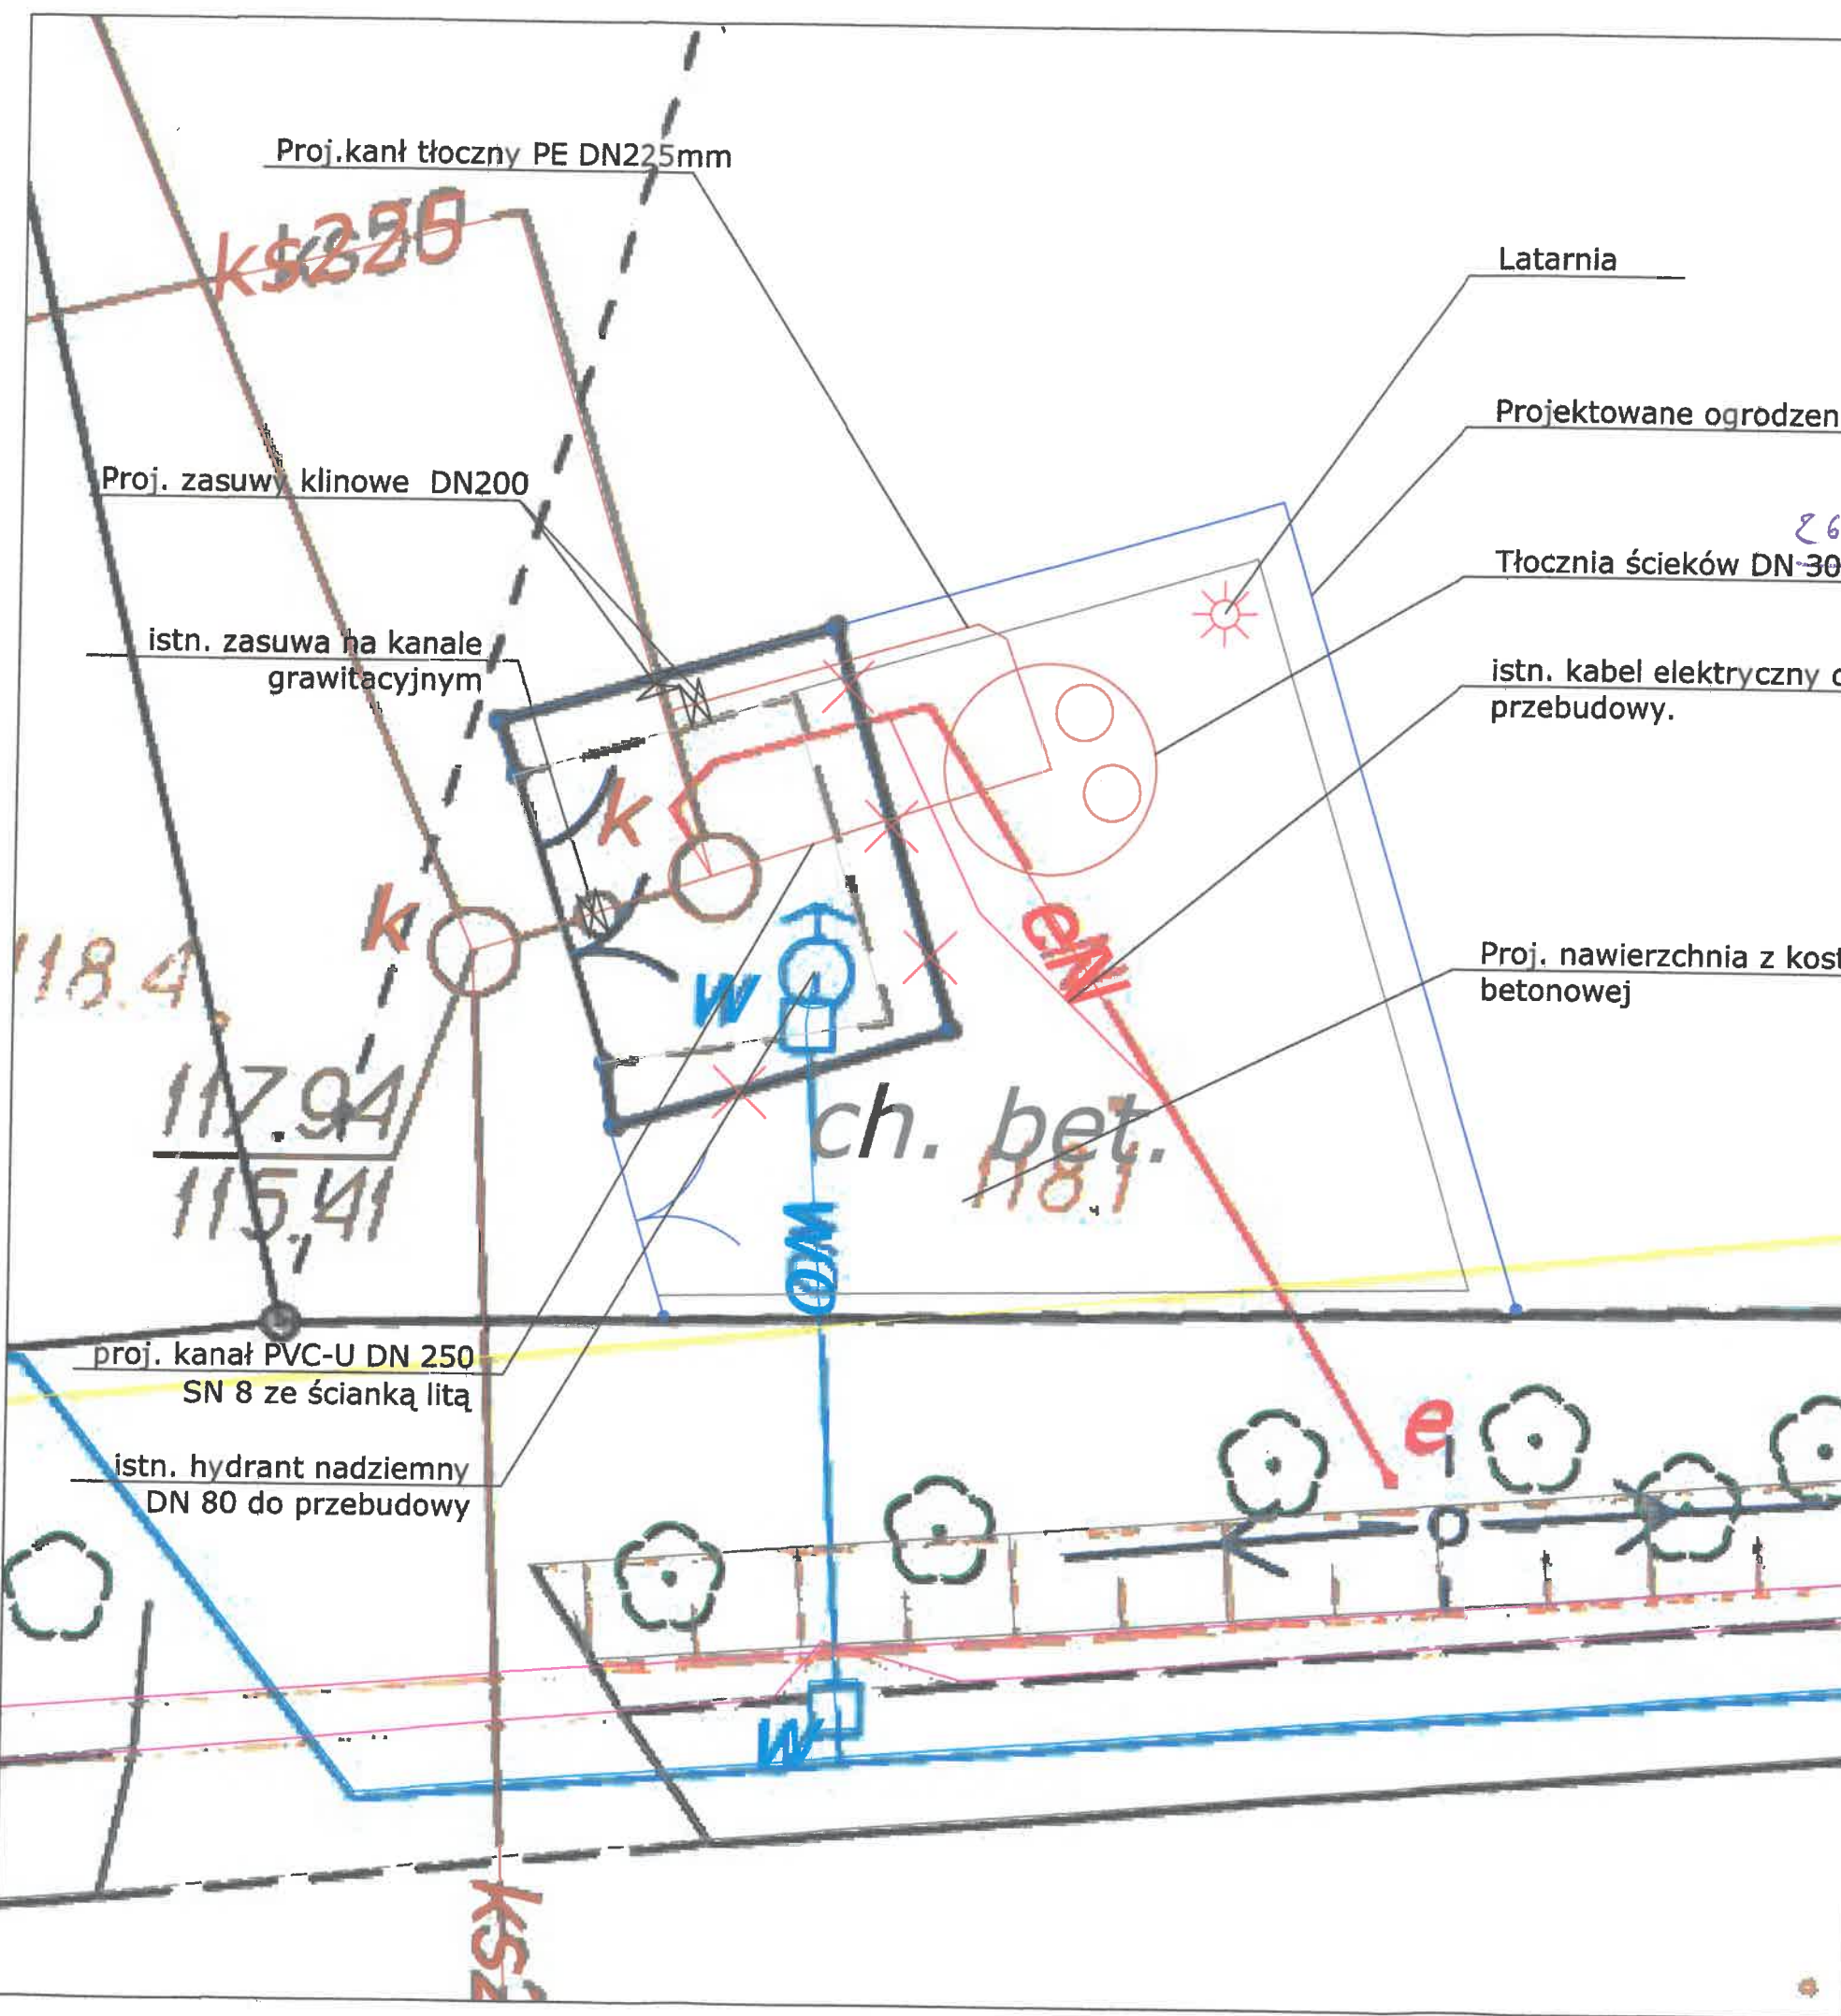 Proj.kanł tłoczny PE DN225mm
Latarnia
Projektowane ogrodzen
Proj. zasuwy klinowe DN200
26
Tłocznia ścieków DN 30
istn. zasuwa na kanale
grawitacyjnym
istn. kabel elektryczny
przebudowy.
k
k
118.4
eN
w
Proj. nawierzchnia z kost
betonowej
117.94
115.41
ch. bet.
118.1
wo
proj. kanał PVC-U DN 250
SN 8 ze ścianką litą
e
istn. hydrant nadziemny
DN 80 do przebudowy
w
ks2